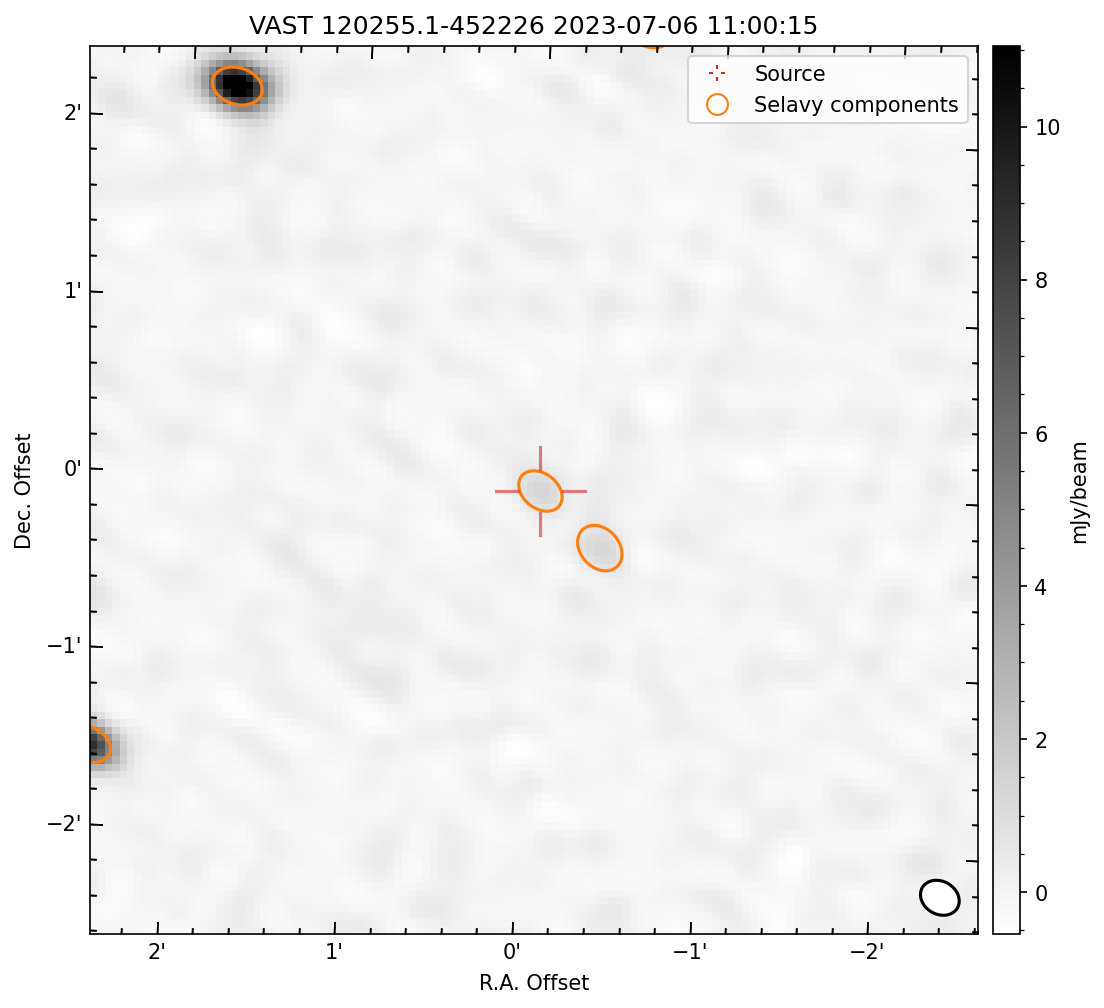 VAST 120255.1-452226 2023-07-06 11:00:15
Source
Selavy components
2'
1'
0'
−1'
−2'
Dec. Offset
2'
1'
0'
−1'
−2'
R.A. Offset
10
8
6
4
2
0
mJy/beam